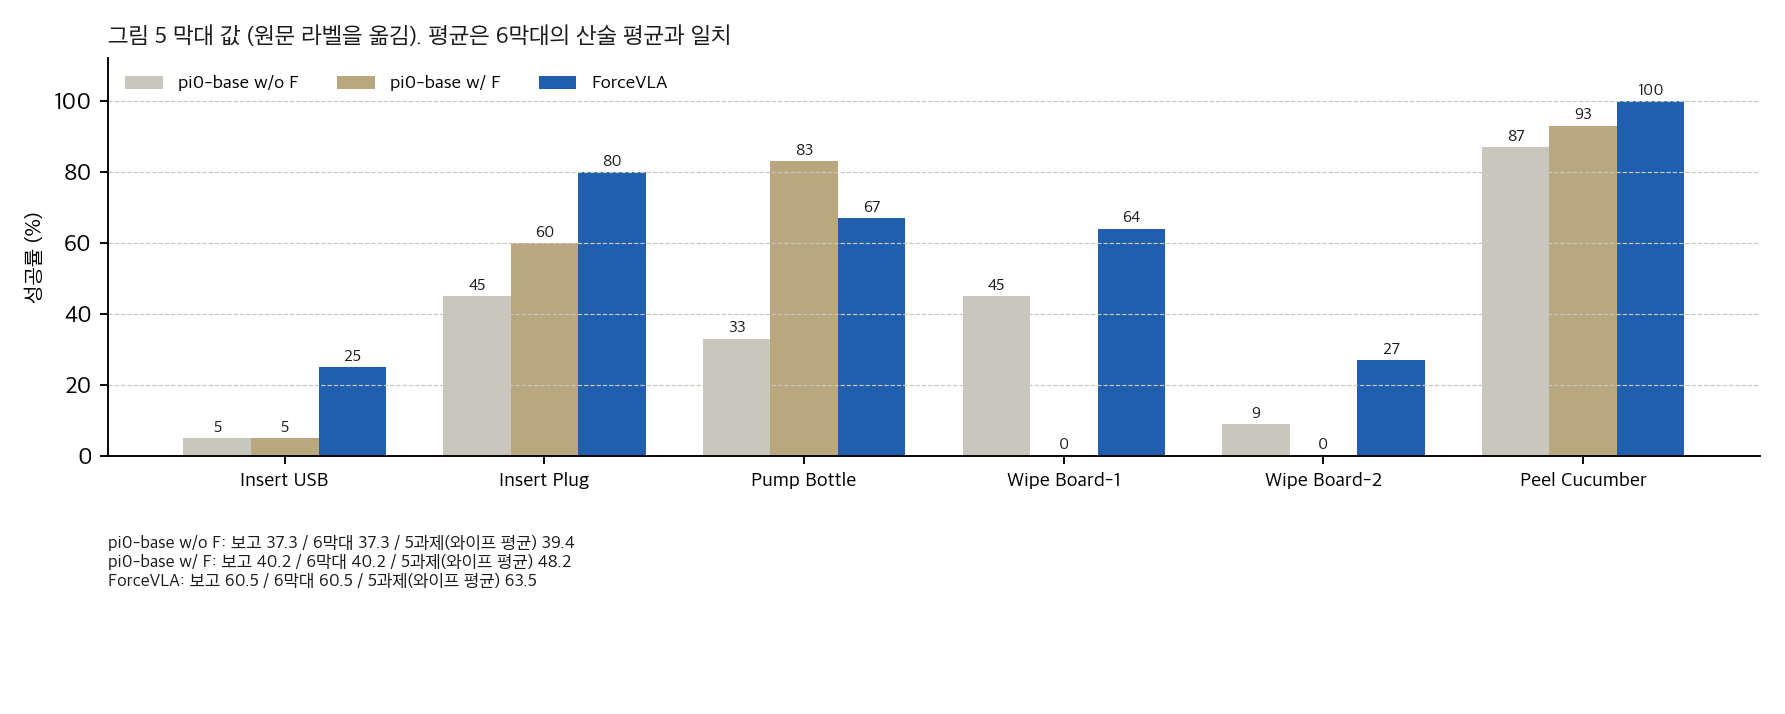 그림 5 막대 값 (원문 라벨을 옮김). 평균은 6막대의 산술 평균과 일치
pi0-base w/o F
pi0-base w/ F
ForceVLA
성공률 (%)
100
80
60
40
20
0
5
5
25
45
60
80
33
83
67
45
0
64
9
0
27
87
93
100
Insert USB
Insert Plug
Pump Bottle
Wipe Board-1
Wipe Board-2
Peel Cucumber
pi0-base w/o F: 보고 37.3 / 6막대 37.3 / 5과제(와이프 평균) 39.4
pi0-base w/ F: 보고 40.2 / 6막대 40.2 / 5과제(와이프 평균) 48.2
ForceVLA: 보고 60.5 / 6막대 60.5 / 5과제(와이프 평균) 63.5